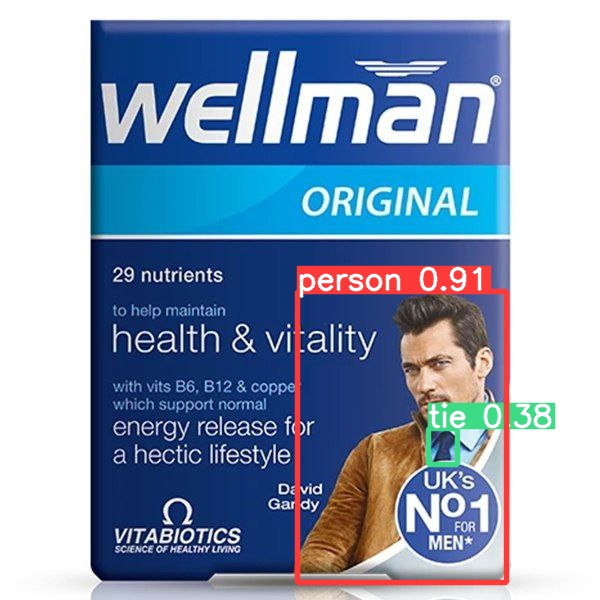 wellman®
ORIGINAL
29 nutrients
to help maintain
health & vitality
with vits B6, B12 & coppe
which support normal
energy release for
a hectic lifestyle
David
Gandy
Ω
VITABIOTICS
SCIENCE OF HEALTHY LIVING
person 0.91
tie 0.38
UK's
No1
FOR
MEN*